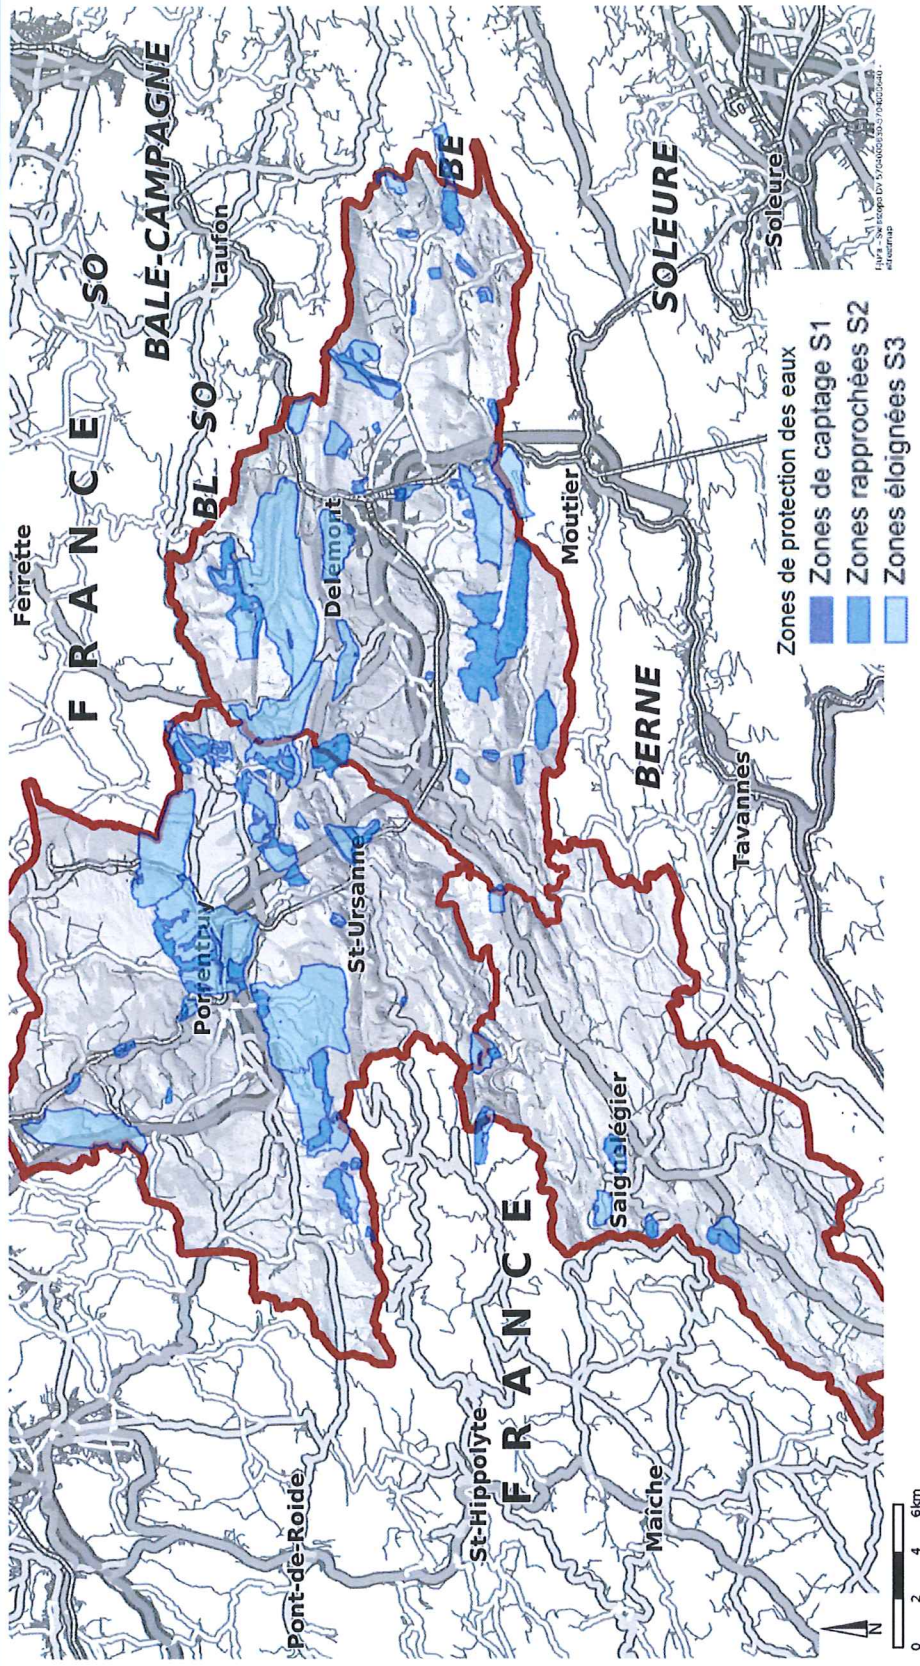 Ferrette
FRANCE
SO
BALE-CAMPAGNE
Porrentruy
BL
SO
Laufon
Pont-de-Roide
Delémont
St-Ursanne
BE
St-Hippolyte
FRANCE
Moutier
Saignelégier
BERNE
Maîche
SOLEURE
Tavannes
Soleure
Zones de protection des eaux
Zones de captage S1
Zones rapprochées S2
Zones éloignées S3
N
0 2 4 6km